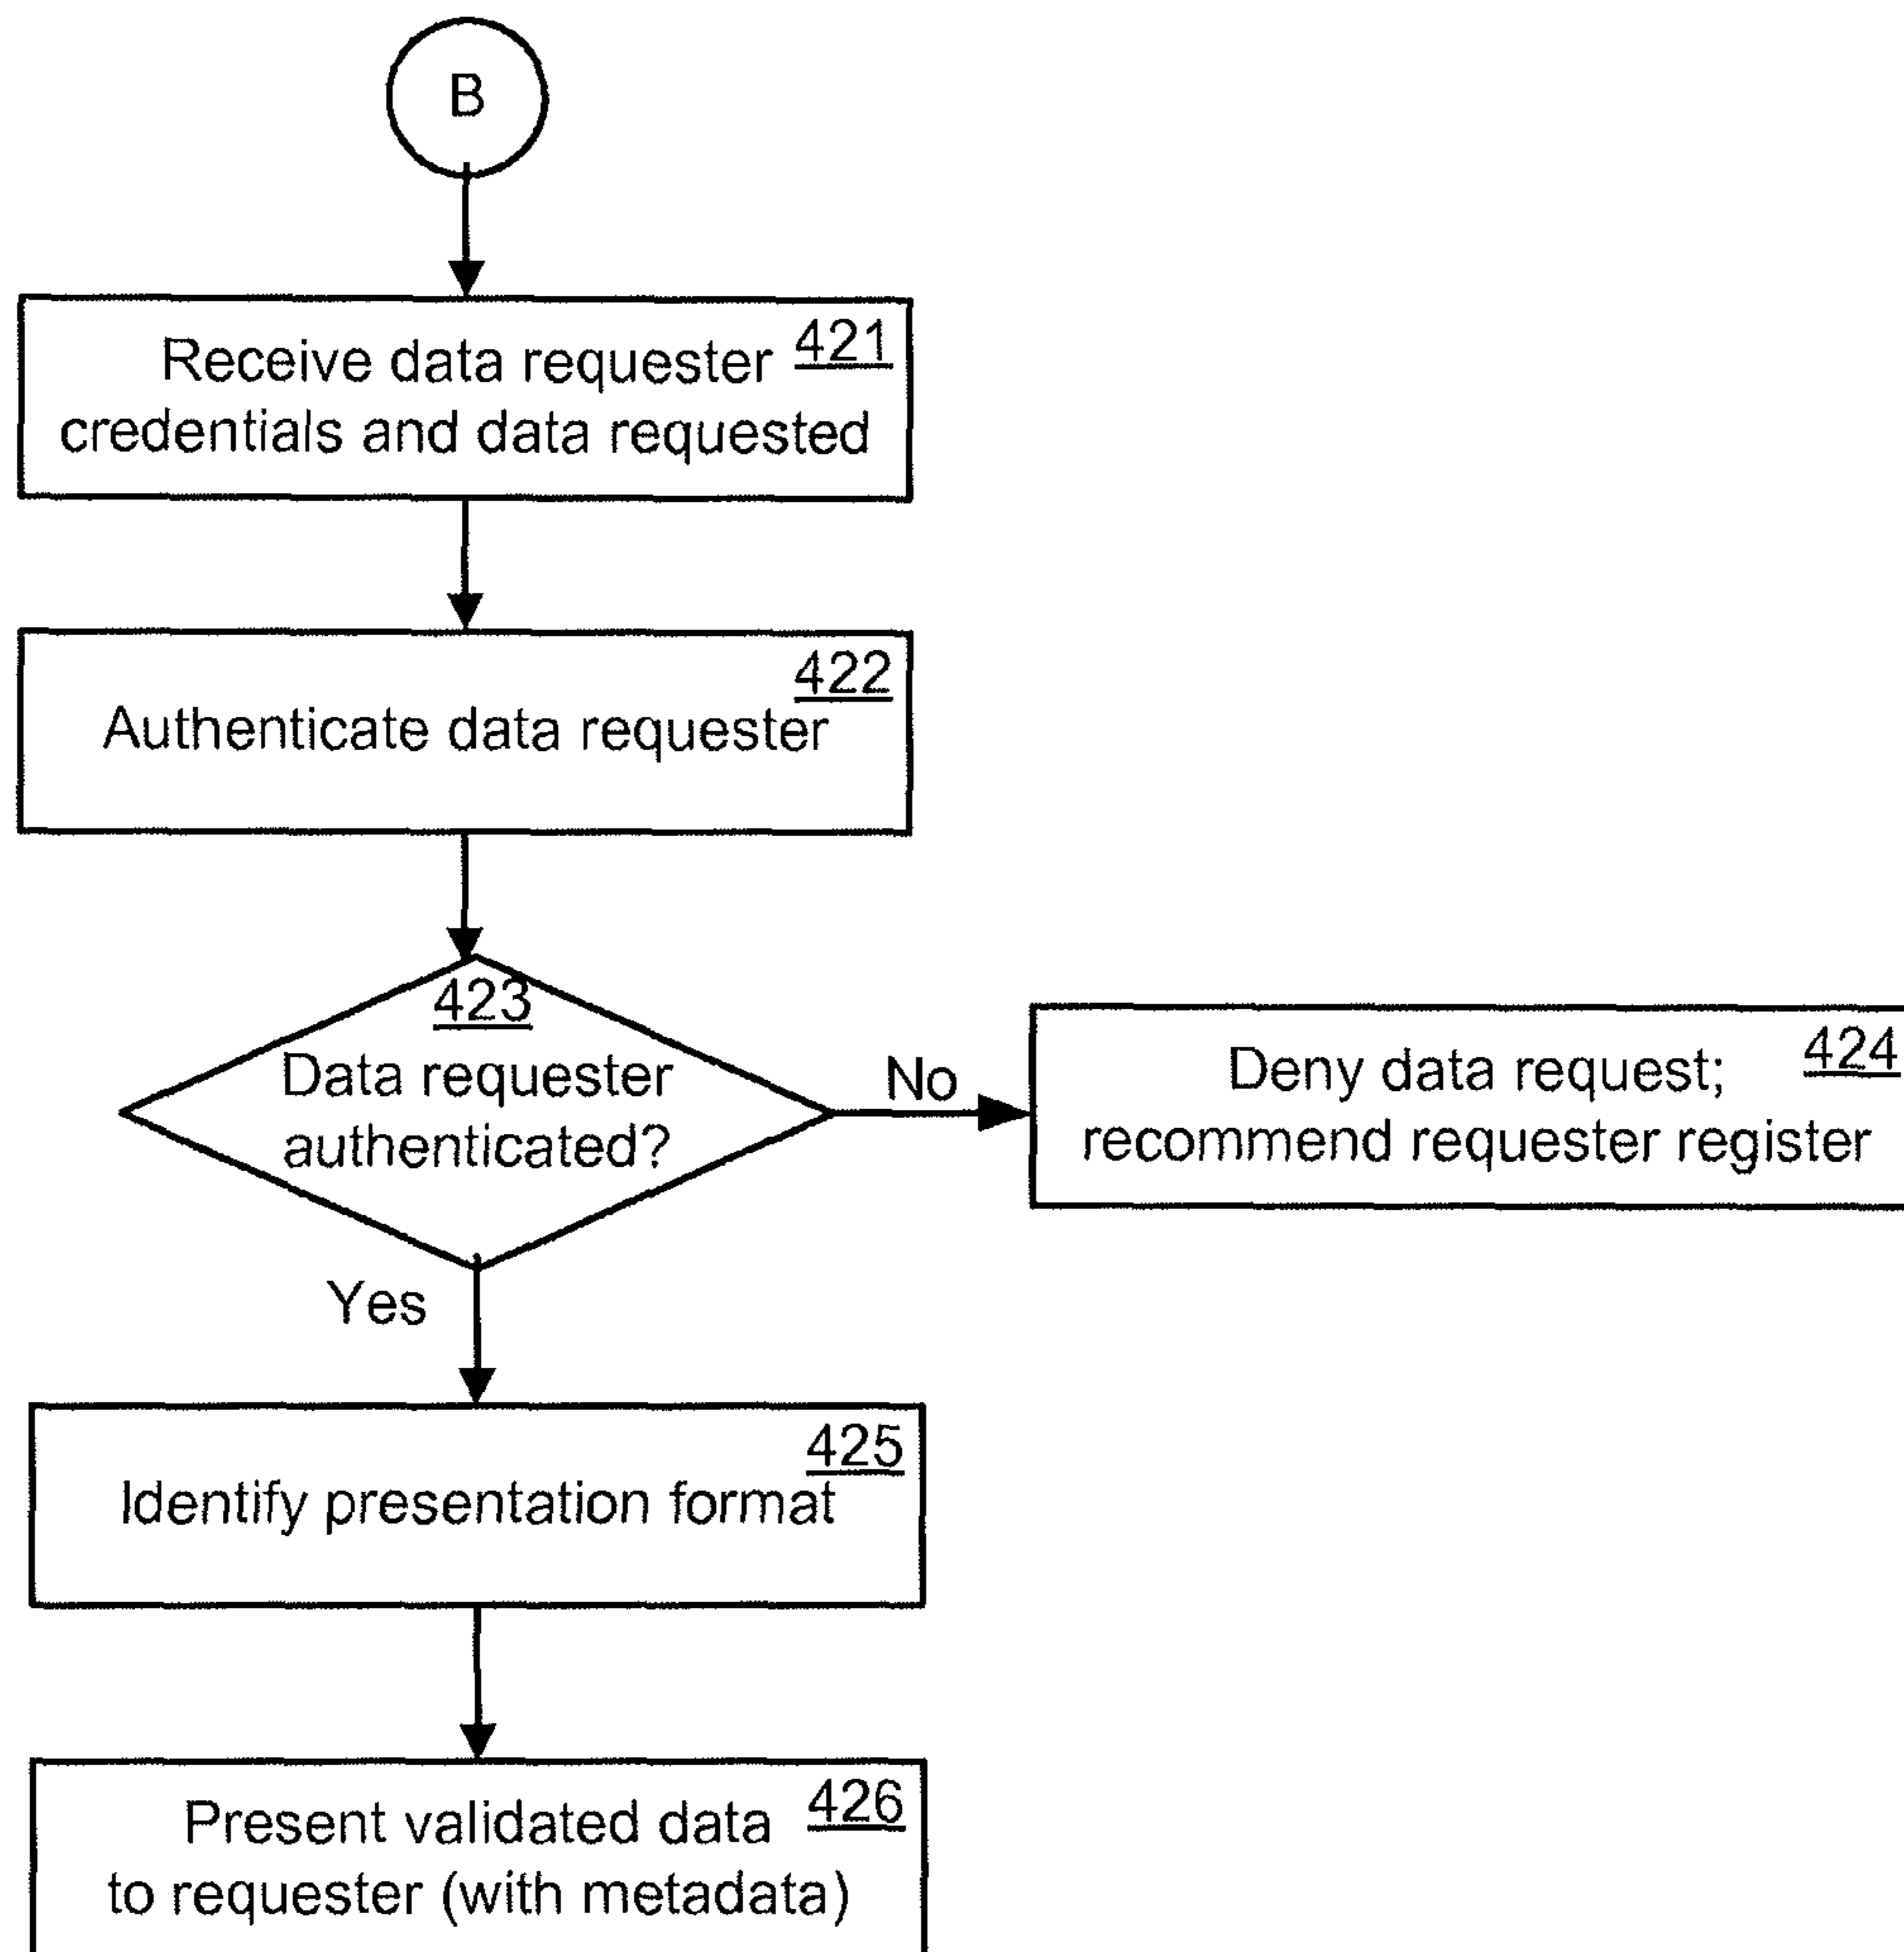 B
Receive data requester 421
credentials and data requested
422
Authenticate data requester
423
Data requester
authenticated?
No
Deny data request; 424
recommend requester register
Yes
425
Identify presentation format
Present validated data 426
to requester (with metadata)